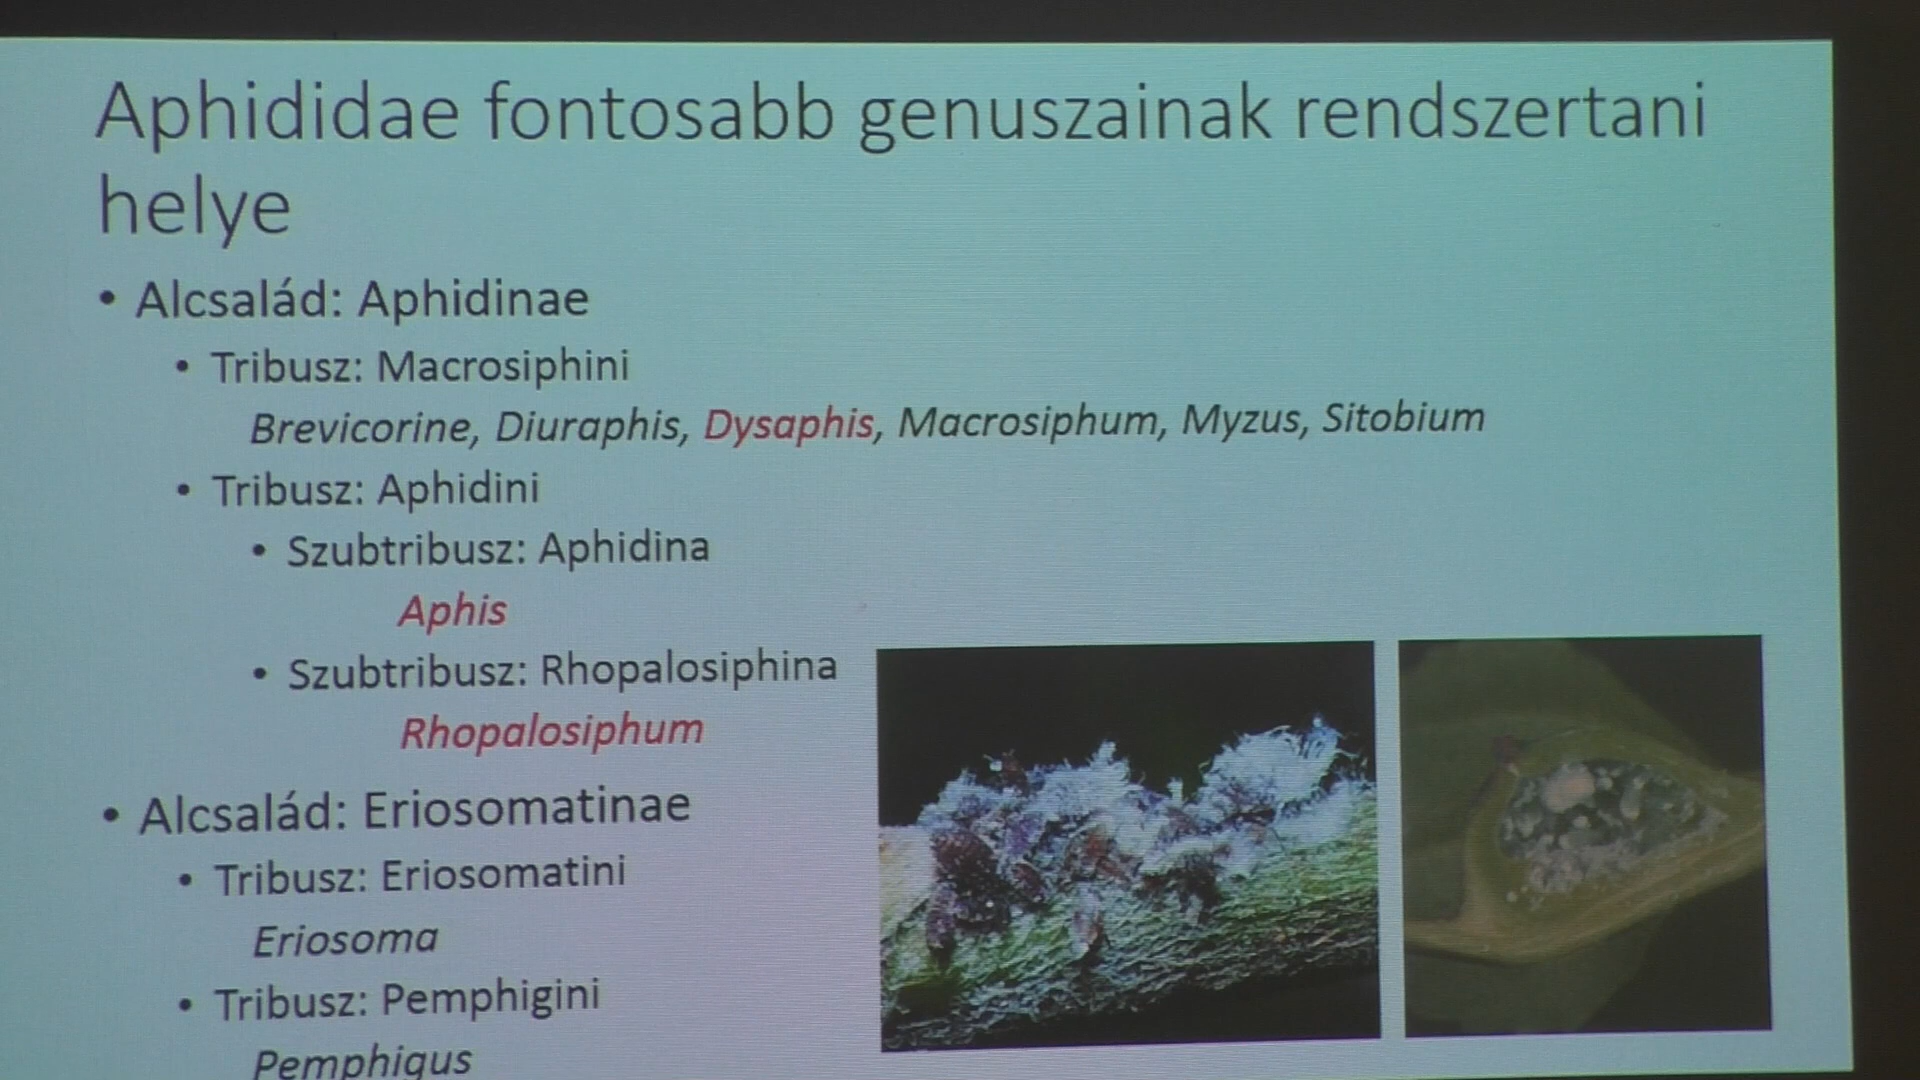 Aphididae fontosabb genuszainak rendszertani
helye
• Alcsalád: Aphidinae
• Tribusz: Macrosiphini
Brevicorine, Diuraphis, Dysaphis, Macrosiphum, Myzus, Sitobium
• Tribusz: Aphidini
• Szubtribusz: Aphidina
Aphis
• Szubtribusz: Rhopalosiphina
Rhopalosiphum
• Alcsalád: Eriosomatinae
• Tribusz: Eriosomatini
Eriosoma
• Tribusz: Pemphigini
Pemphigus